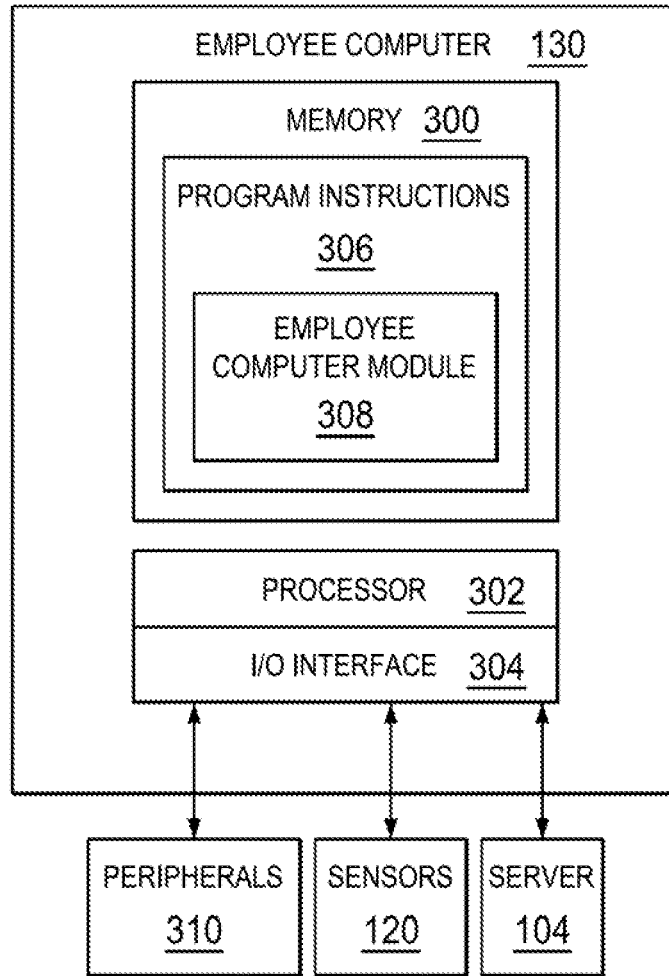 EMPLOYEE COMPUTER 130
MEMORY 300
PROGRAM INSTRUCTIONS
306
EMPLOYEE
COMPUTER MODULE
308
PROCESSOR 302
I/O INTERFACE 304
PERIPHERALS
310
SENSORS
120
SERVER
104